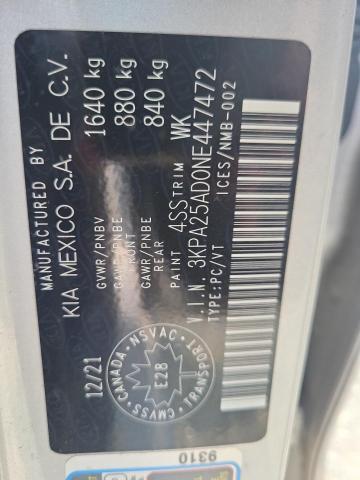 MANUFACTURED BY
KIA MEXICO S.A. DE C.V.
12/21
GVWR/PNBV 1640 kg
GAWR/PNBE FRONT 880 kg
GAWR/PNBE REAR 840 kg
PAINT 4SS TRIM WK
V.I.N. 3KPA25AD0NE447472
TYPE:PC/VT ICES/NMB-002
CANADA · NSVAC · TRANSPORT · CMVSS
E28
9310